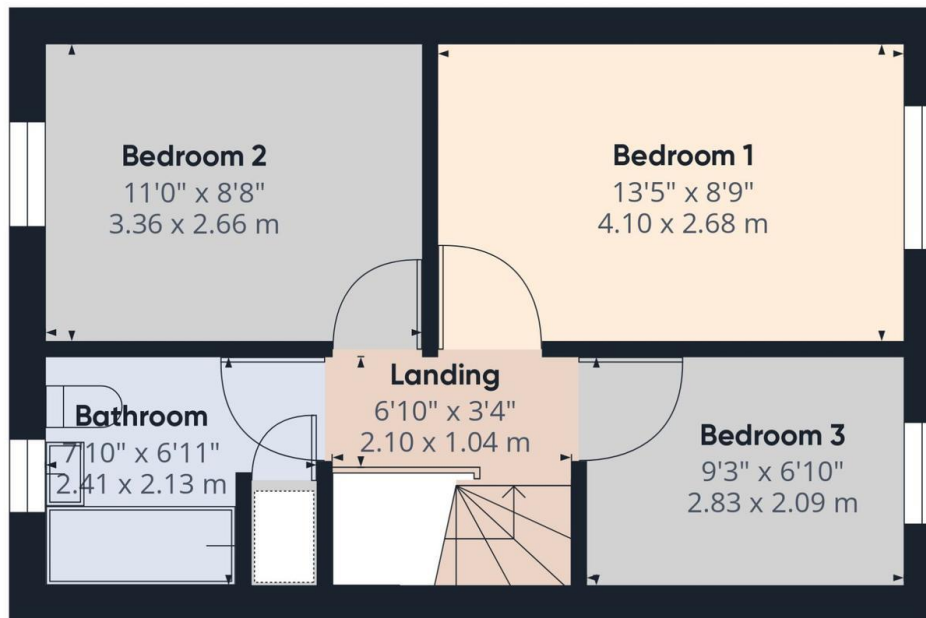 Bedroom 2
11'0" x 8'8"
3.36 x 2.66 m
Bedroom 1
13'5" x 8'9"
4.10 x 2.68 m
Landing
6'10" x 3'4"
2.10 x 1.04 m
Bathroom
7'10" x 6'11"
2.41 x 2.13 m
Bedroom 3
9'3" x 6'10"
2.83 x 2.09 m